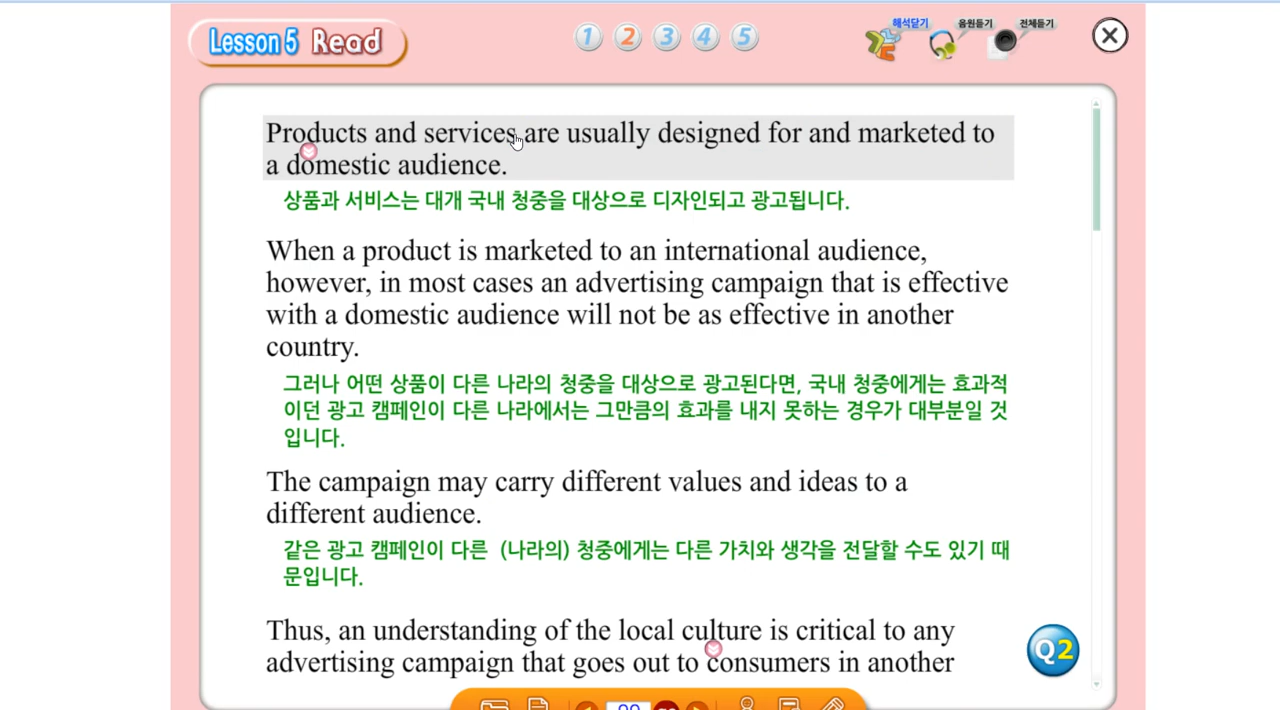 Lesson 5 Read
1 2 3 4 5
해석닫기 음원듣기 전체듣기
Products and services are usually designed for and marketed to
a domestic audience.
상품과 서비스는 대개 국내 청중을 대상으로 디자인되고 광고됩니다.
When a product is marketed to an international audience,
however, in most cases an advertising campaign that is effective
with a domestic audience will not be as effective in another
country.
그러나 어떤 상품이 다른 나라의 청중을 대상으로 광고된다면, 국내 청중에게는 효과적
이던 광고 캠페인이 다른 나라에서는 그만큼의 효과를 내지 못하는 경우가 대부분일 것
입니다.
The campaign may carry different values and ideas to a
different audience.
같은 광고 캠페인이 다른 (나라의) 청중에게는 다른 가치와 생각을 전달할 수도 있기 때
문입니다.
Thus, an understanding of the local culture is critical to any
advertising campaign that goes out to consumers in another
Q2